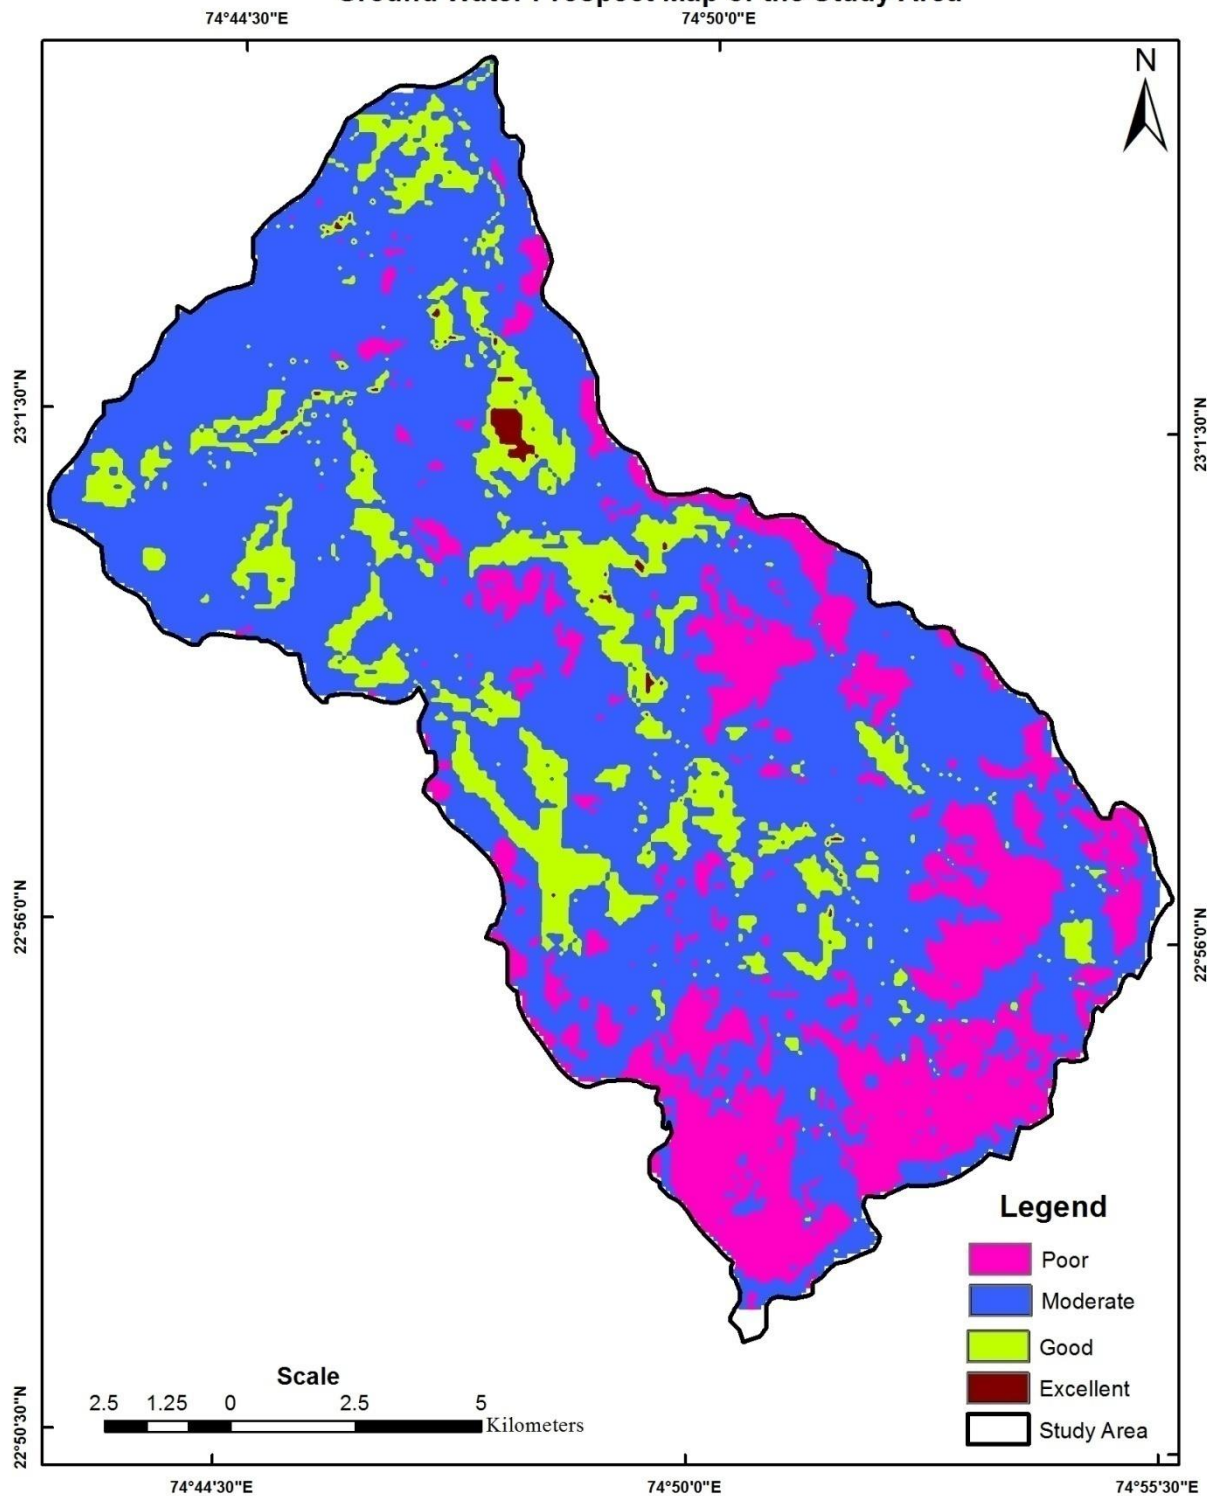 Ground Water Prospect Map of the Study Area
74°44'30"E 74°50'0"E
N
23°1'30"N 23°1'30"N
22°56'0"N 22°56'0"N
Legend
Poor
Moderate
Good
Excellent
Study Area
Scale
2.5 1.25 0 2.5 5
Kilometers
22°50'30"N
74°44'30"E 74°50'0"E 74°55'30"E